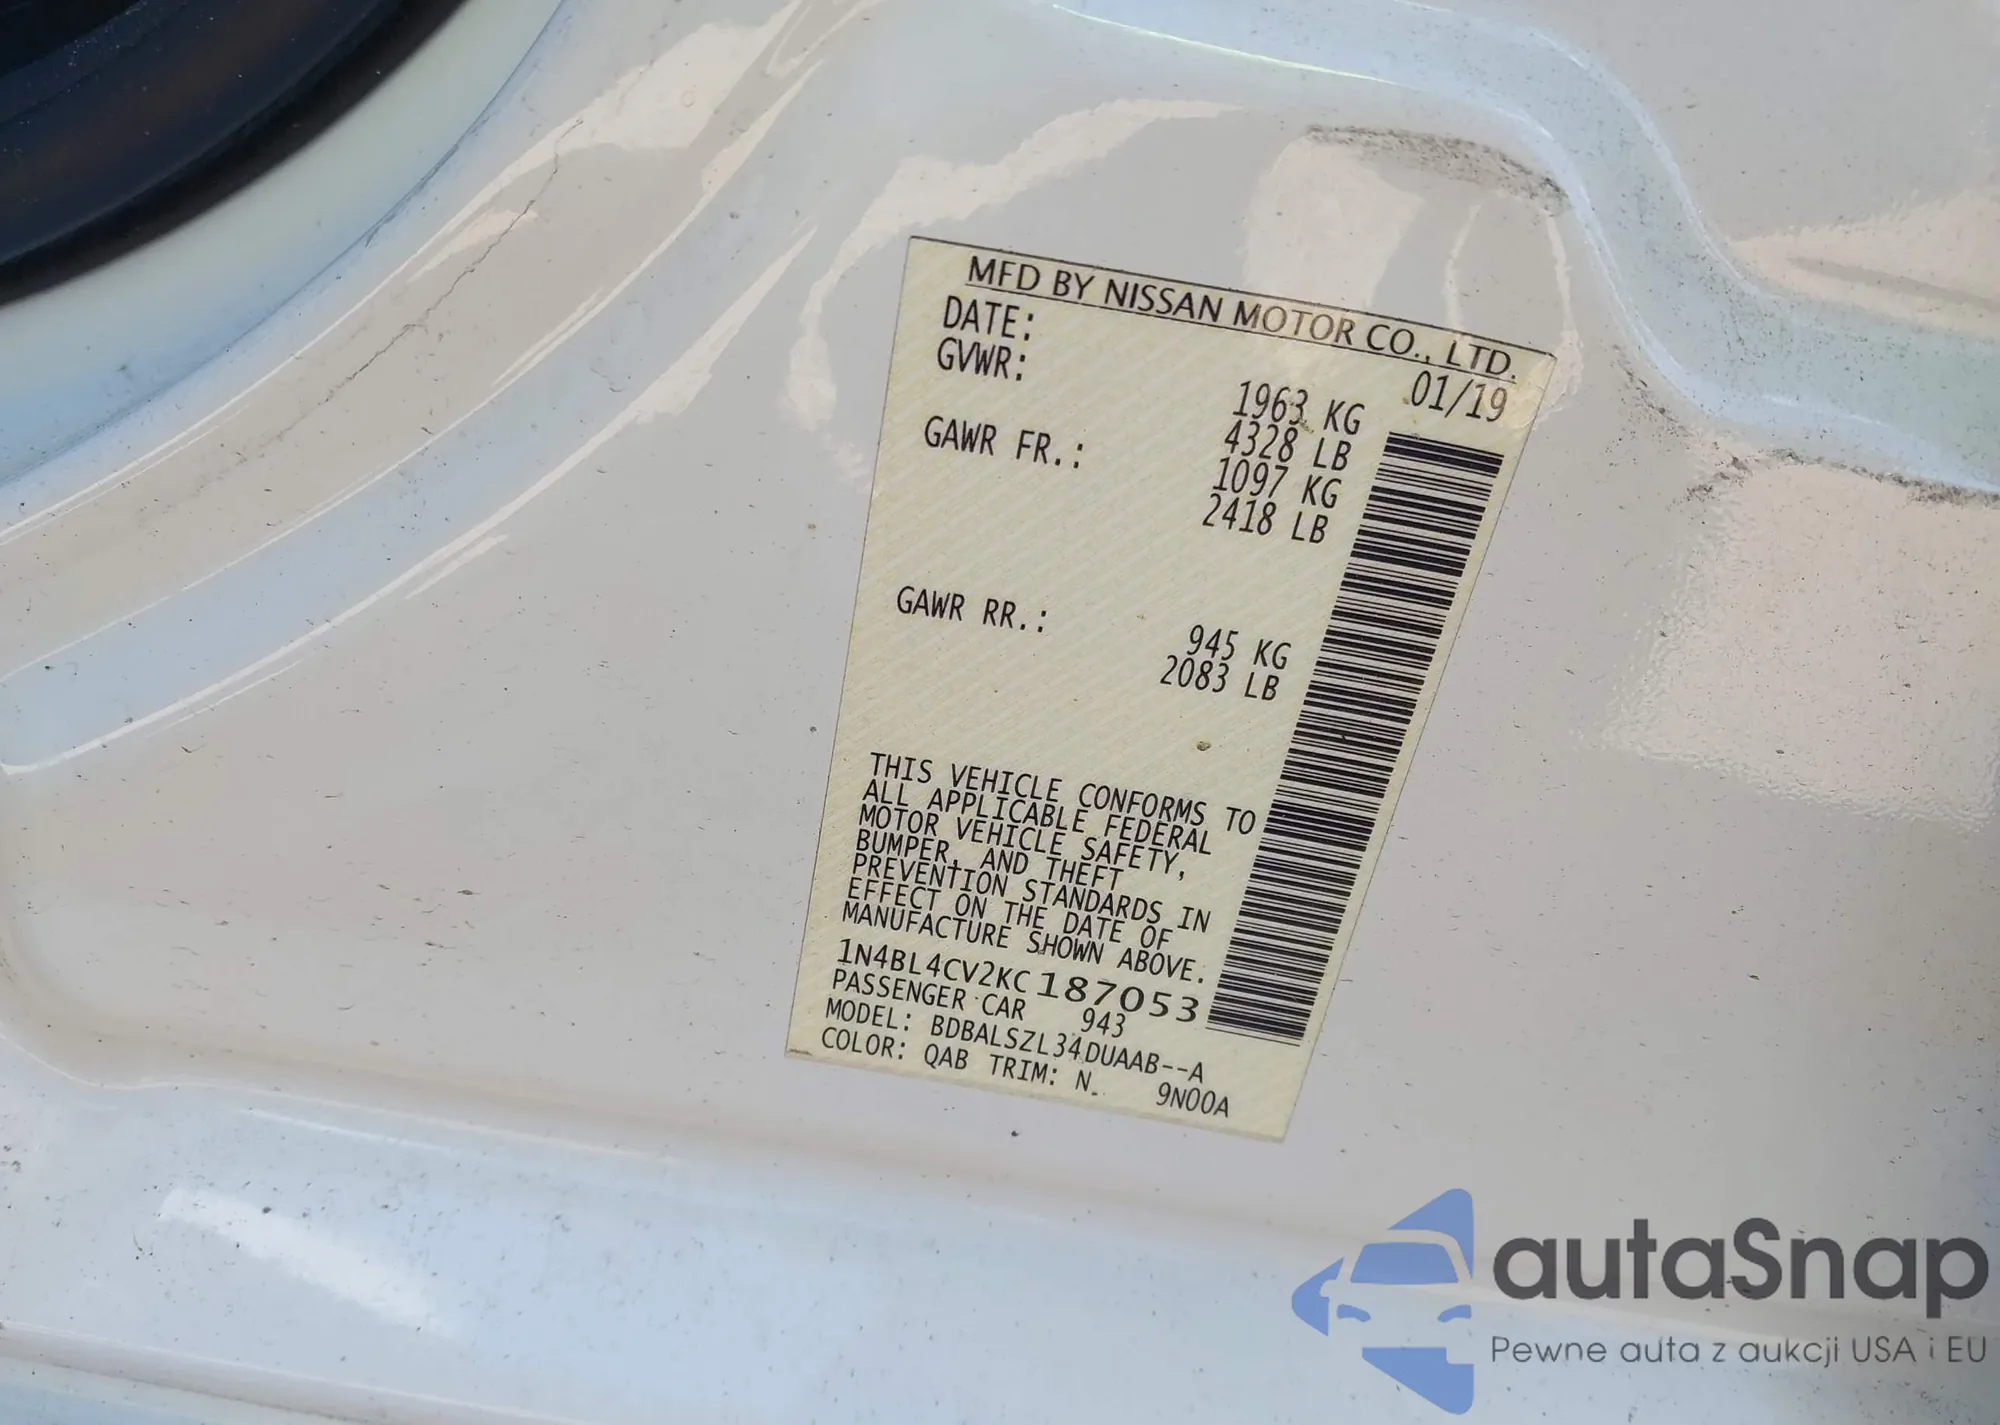 MFD BY NISSAN MOTOR CO., LTD.
DATE: 01/19
GVWR: 1963 KG
4328 LB
GAWR FR.: 1097 KG
2418 LB
GAWR RR.: 945 KG
2083 LB
THIS VEHICLE CONFORMS TO
ALL APPLICABLE FEDERAL
MOTOR VEHICLE SAFETY,
BUMPER, AND THEFT
PREVENTION STANDARDS IN
EFFECT ON THE DATE OF
MANUFACTURE SHOWN ABOVE.
1N4BL4CV2KC187053
PASSENGER CAR 943
MODEL: BDBALSZL34DUAAB--A
COLOR: QAB TRIM: N. 9N00A
autaSnap
Pewne auta z aukcji USA i EU